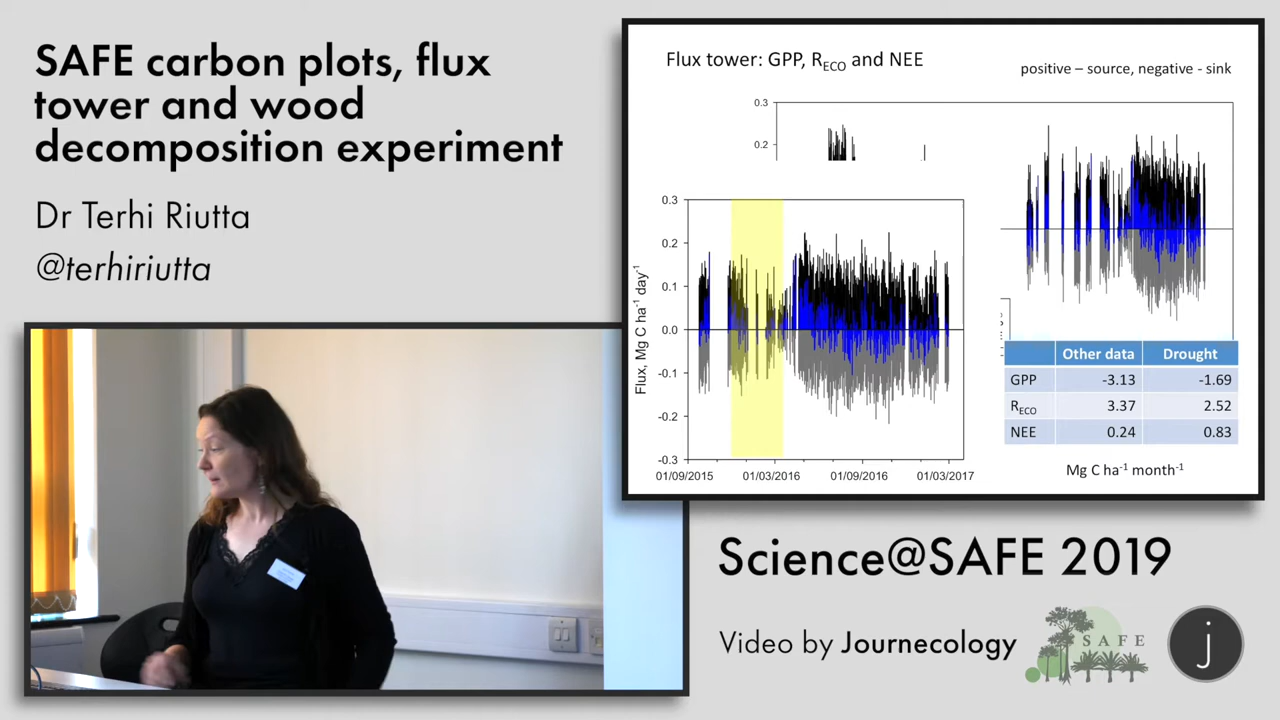 SAFE carbon plots, flux
tower and wood
decomposition experiment
Dr Terhi Riutta
@terhiriutta
Flux tower: GPP, RECO and NEE
positive – source, negative - sink
0.3
0.2
0.3
0.2
0.1
0.0
-0.1
-0.2
-0.3
Flux, Mg C ha-1 day-1
01/09/2015 01/03/2016 01/09/2016 01/03/2017
Other data Drought
GPP -3.13 -1.69
RECO 3.37 2.52
NEE 0.24 0.83
Mg C ha-1 month-1
Science@SAFE 2019
Video by Journecology
SAFE
j